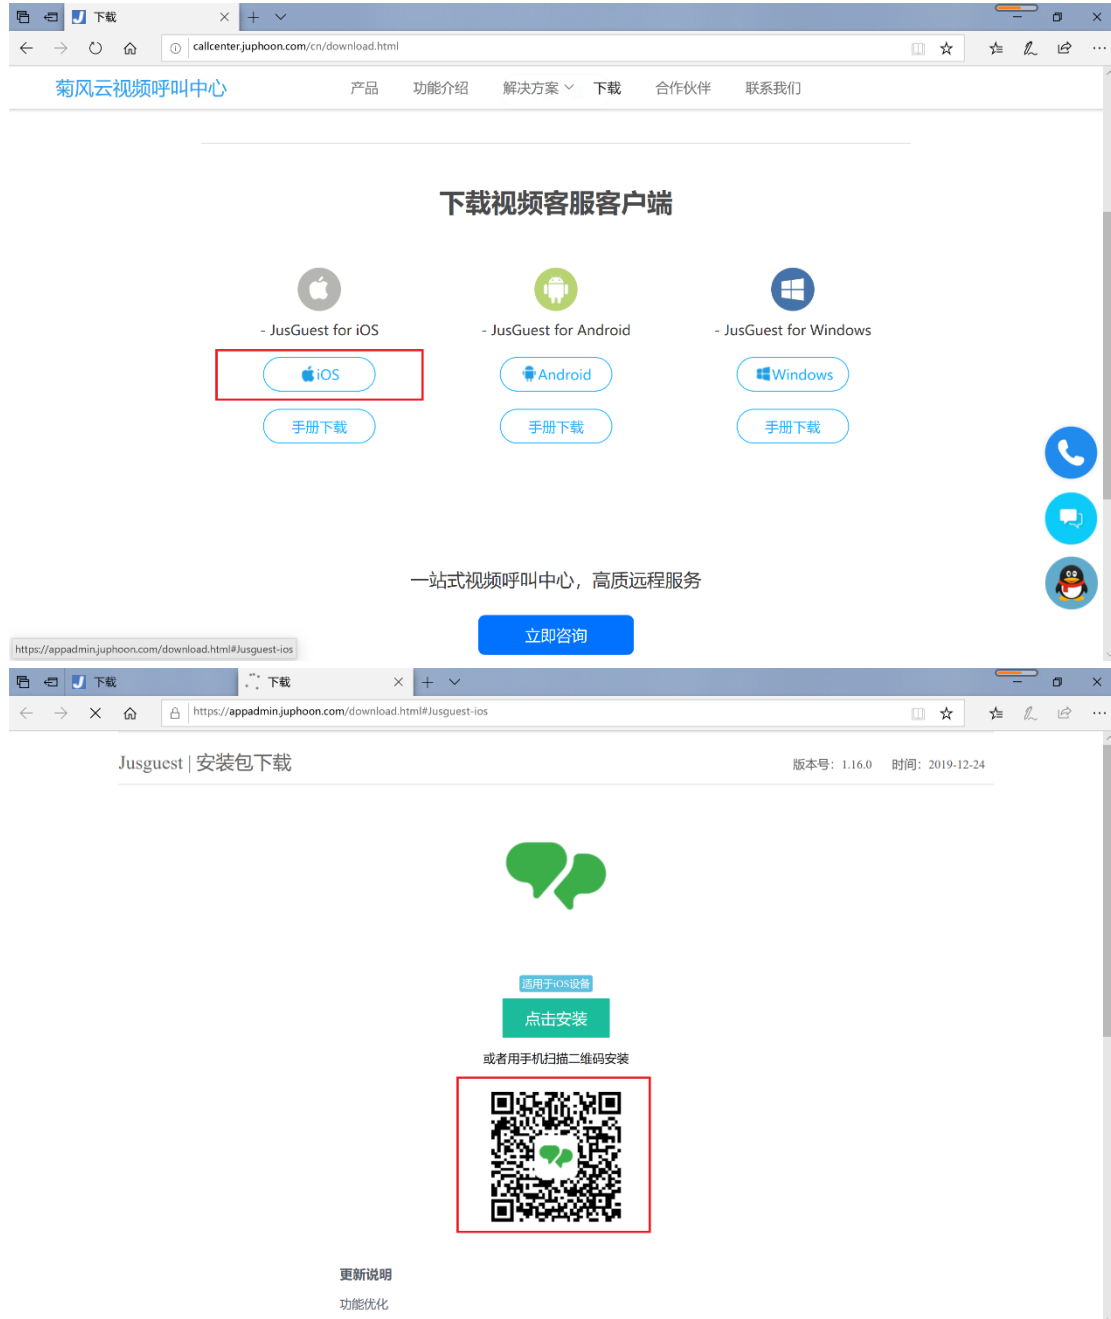 下载
callcenter.juphoon.com/cn/download.html
菊风云视频呼叫中心 产品 功能介绍 解决方案 下载 合作伙伴 联系我们
下载视频客服客户端
- JusGuest for iOS - JusGuest for Android - JusGuest for Windows
iOS Android Windows
手册下载 手册下载 手册下载
一站式视频呼叫中心，高质远程服务
立即咨询
https://appadmin.juphoon.com/download.html#Jusguest-ios
下载 下载
https://appadmin.juphoon.com/download.html#Jusguest-ios
Jusguest | 安装包下载 版本号：1.16.0 时间：2019-12-24
适用于iOS设备
点击安装
或者用手机扫描二维码安装
更新说明
功能优化